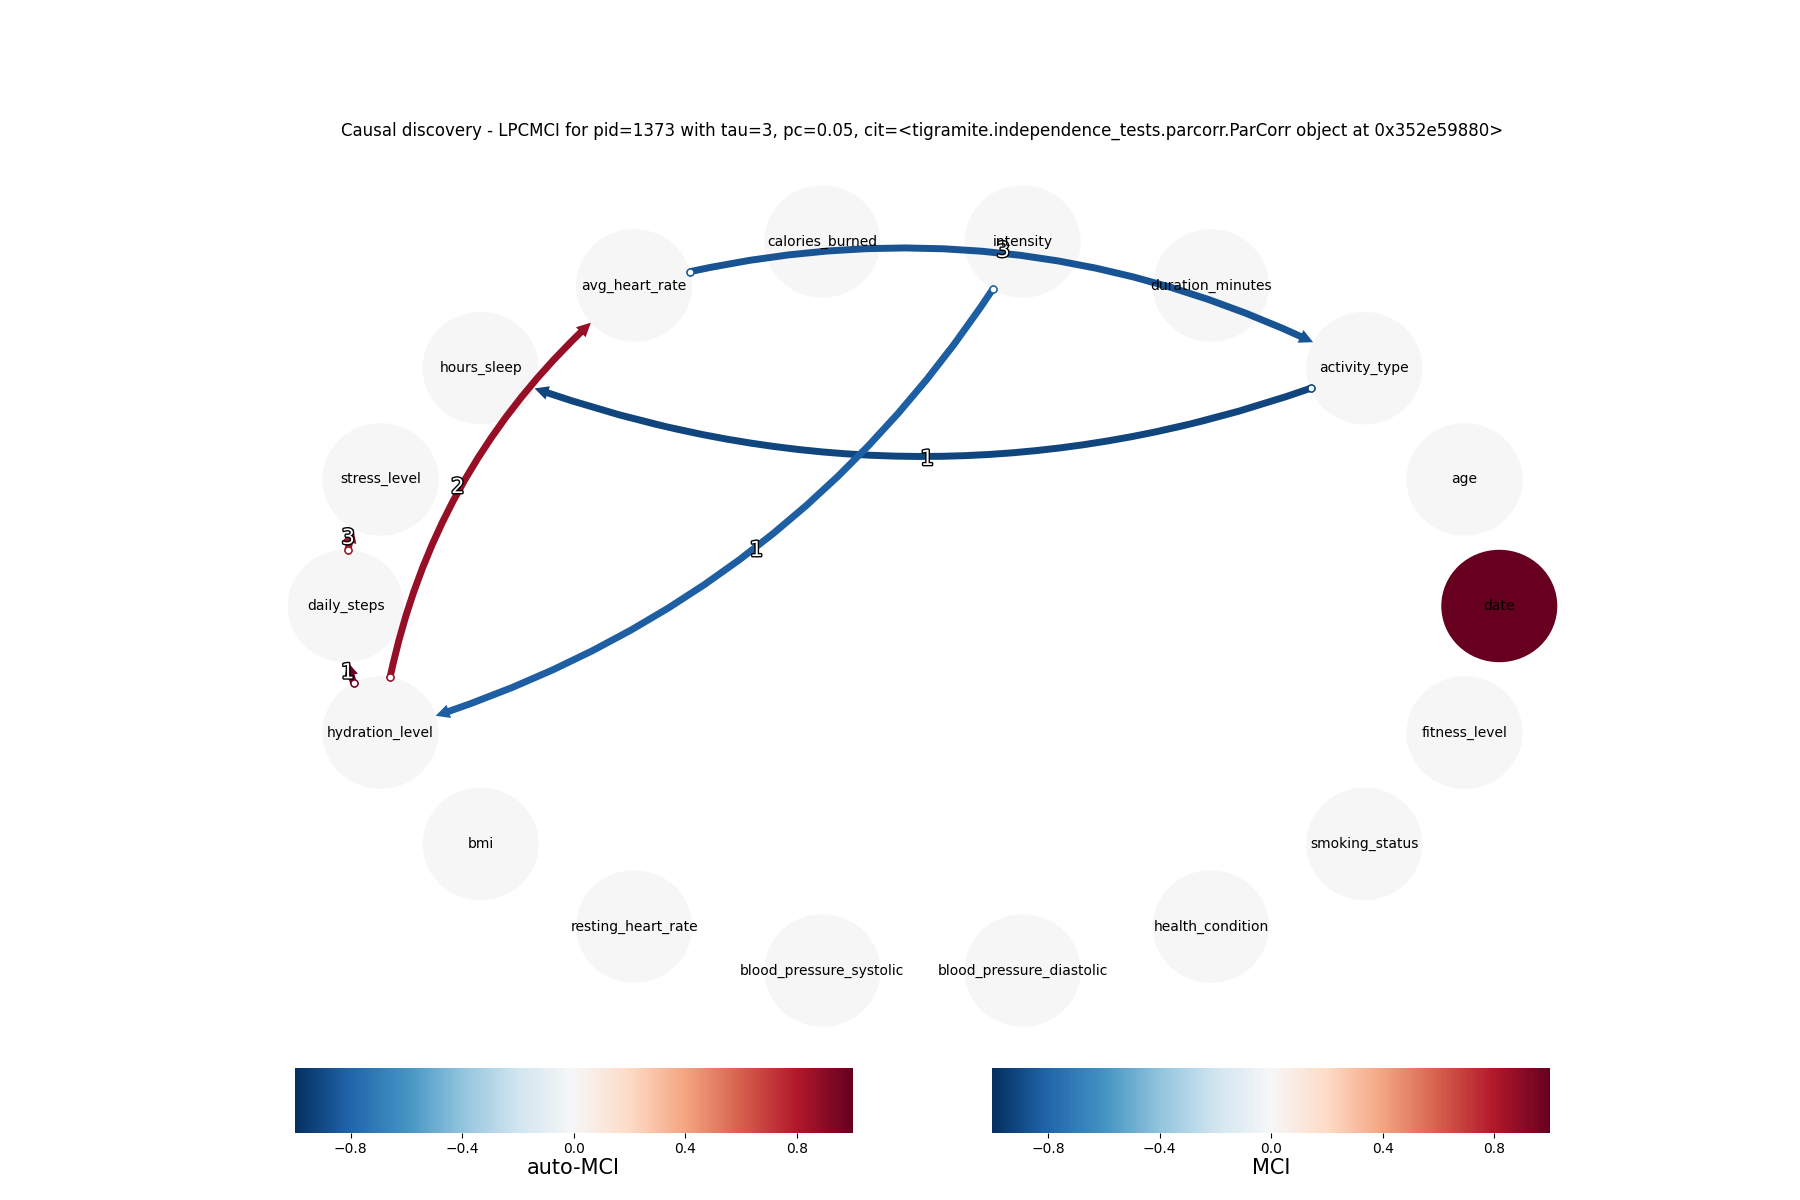 Causal discovery - LPCMCI for pid=1373 with tau=3, pc=0.05, cit=<tigramite.independence_tests.parcorr.ParCorr object at 0x352e59880>
calories_burned
intensity
3
avg_heart_rate
duration_minutes
hours_sleep
activity_type
1
stress_level
age
2
3
1
daily_steps
date
1
hydration_level
fitness_level
bmi
smoking_status
resting_heart_rate
health_condition
blood_pressure_systolic
blood_pressure_diastolic
−0.8 −0.4 0.0 0.4 0.8
auto-MCI
−0.8 −0.4 0.0 0.4 0.8
MCI